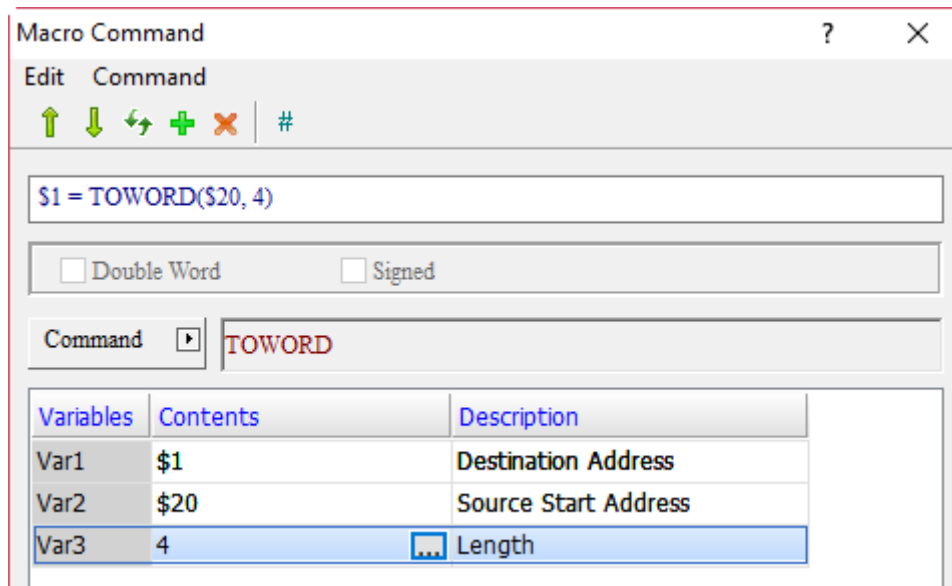 Macro Command ? ×
Edit Command
#
$1 = TOWORD($20, 4)
Double Word Signed
Command TOWORD
Variables Contents Description
Var1 $1 Destination Address
Var2 $20 Source Start Address
Var3 4 ... Length